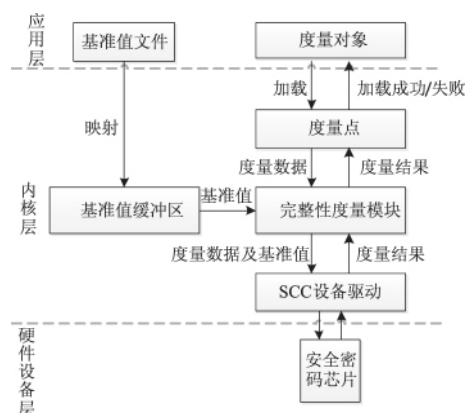 应用层
基准值文件
度量对象
加载
加载成功/失败
映射
度量点
度量数据
度量结果
内核层
基准值缓冲区
基准值
完整性度量模块
度量数据及基准值
度量结果
SCC设备驱动
硬件设备层
安全密
码芯片